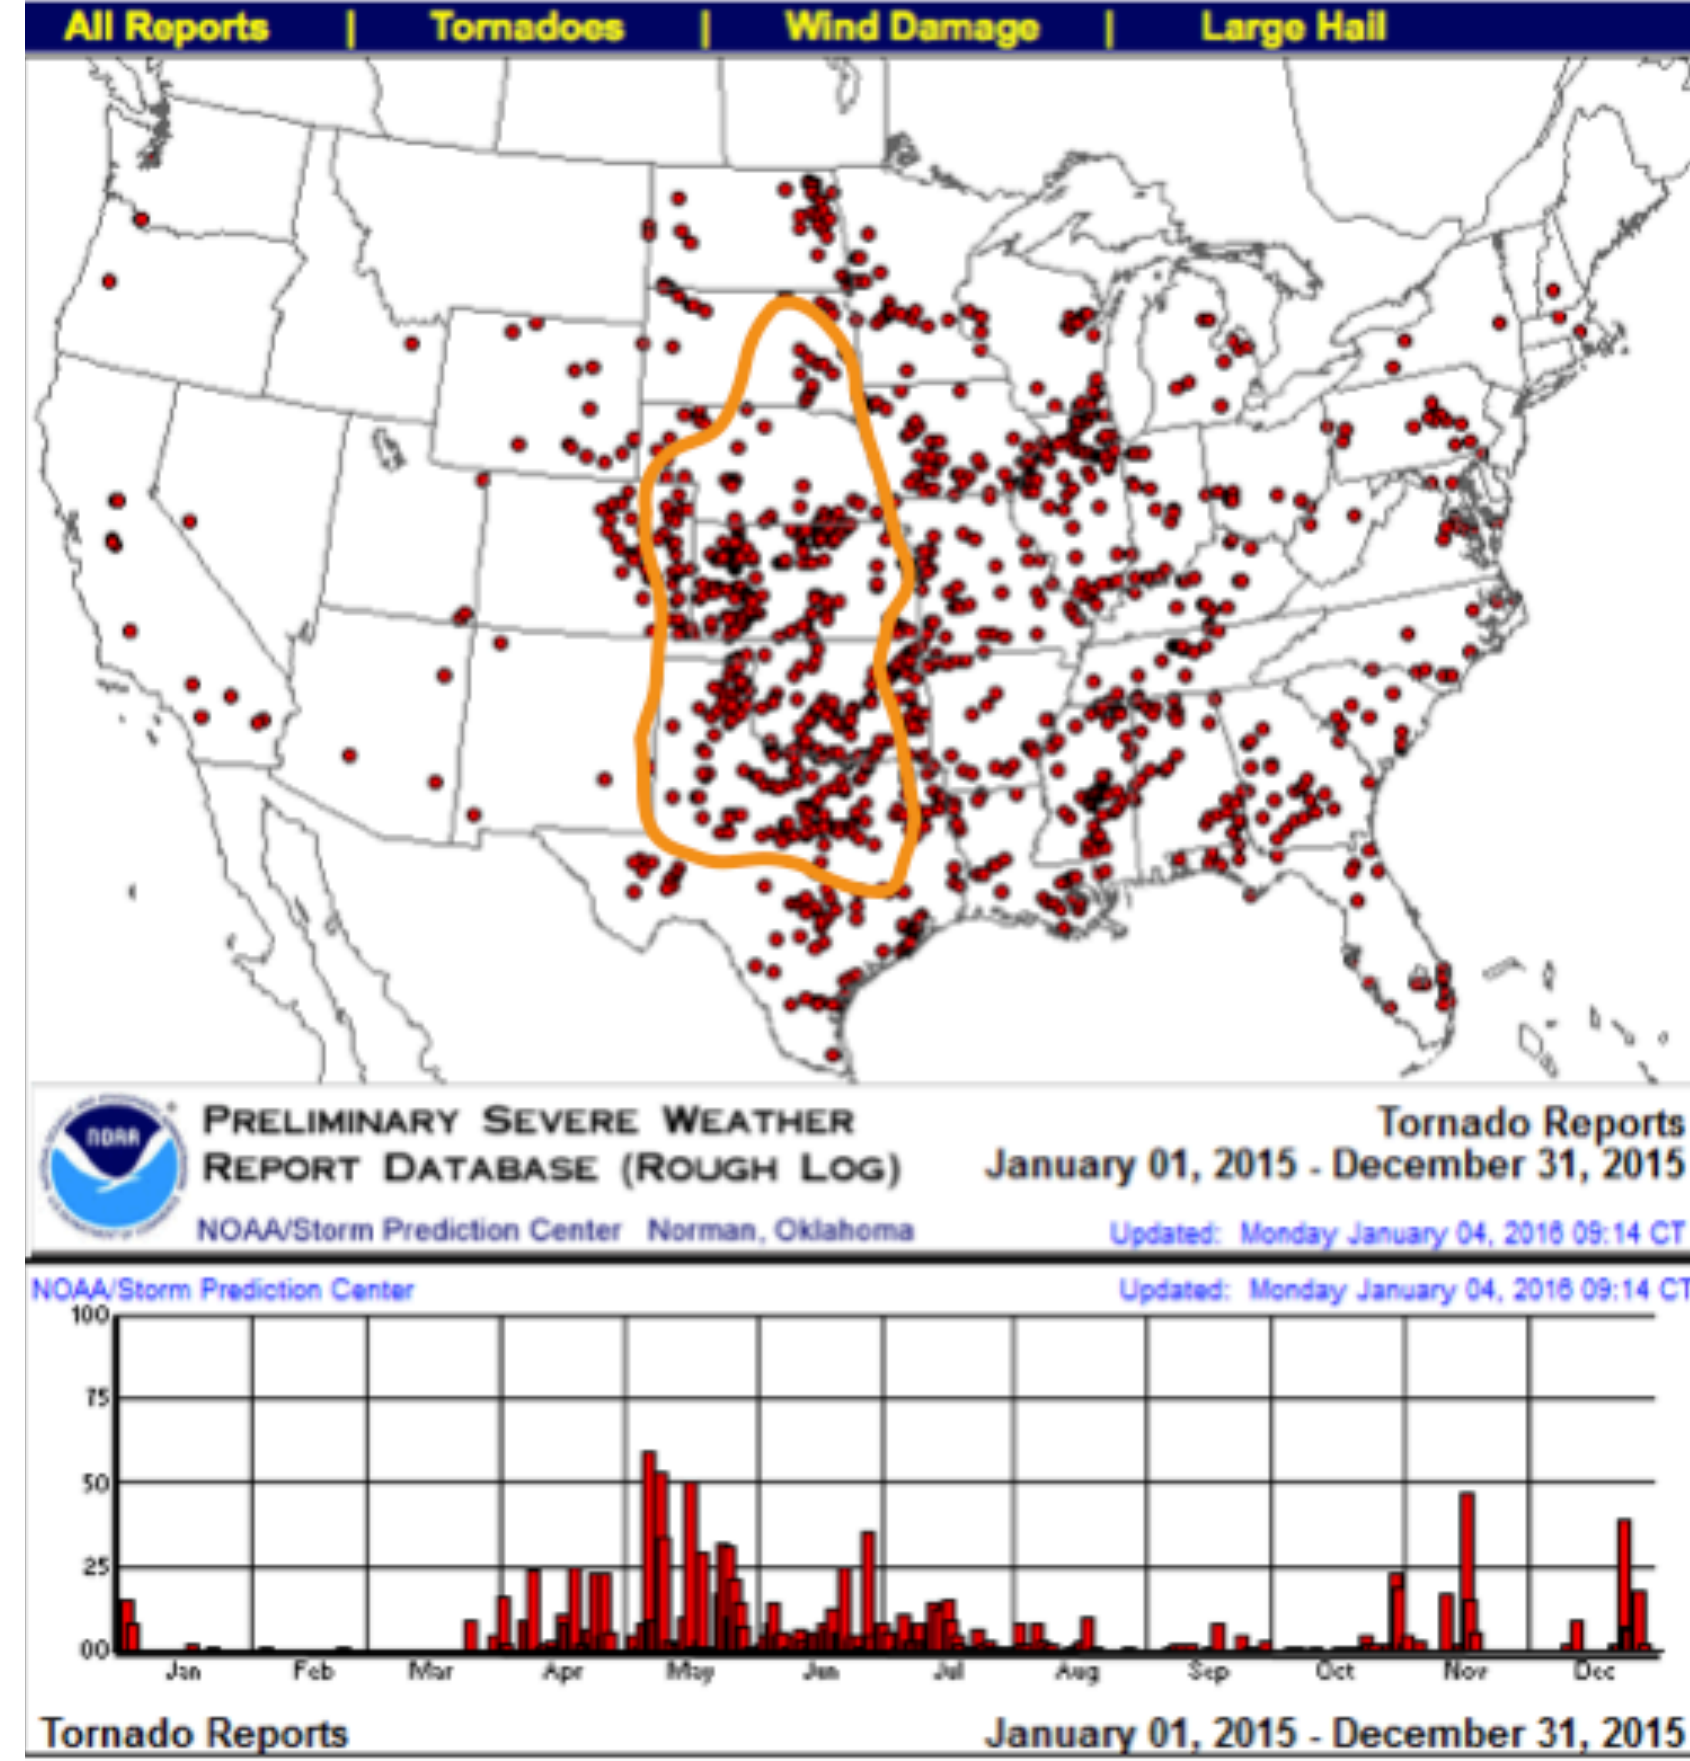 All Reports | Tornadoes | Wind Damage | Large Hail
NOAA
PRELIMINARY SEVERE WEATHER
REPORT DATABASE (ROUGH LOG)
NOAA/Storm Prediction Center Norman, Oklahoma
Tornado Reports
January 01, 2015 - December 31, 2015
Updated: Monday January 04, 2016 09:14 CT
NOAA/Storm Prediction Center
Updated: Monday January 04, 2016 09:14 CT
100
75
50
25
00
Jan Feb Mar Apr May Jun Jul Aug Sep Oct Nov Dec
Tornado Reports
January 01, 2015 - December 31, 2015